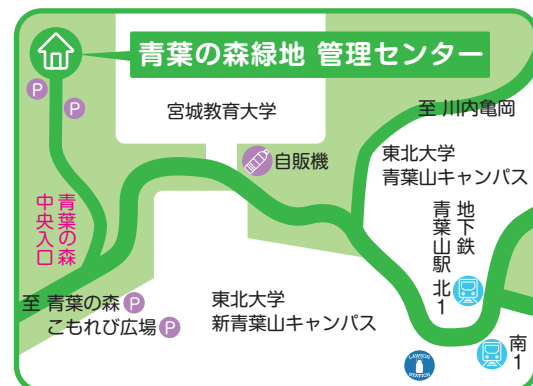 青葉の森緑地 管理センター
P
P
宮城教育大学
至 川内亀岡
自販機
東北大学
青葉山キャンパス
地下鉄
青葉山駅
北1
青葉の森
中央入口
至 青葉の森 P
こもれび広場 P
東北大学
新青葉山キャンパス
南1
LAWSON
STATION